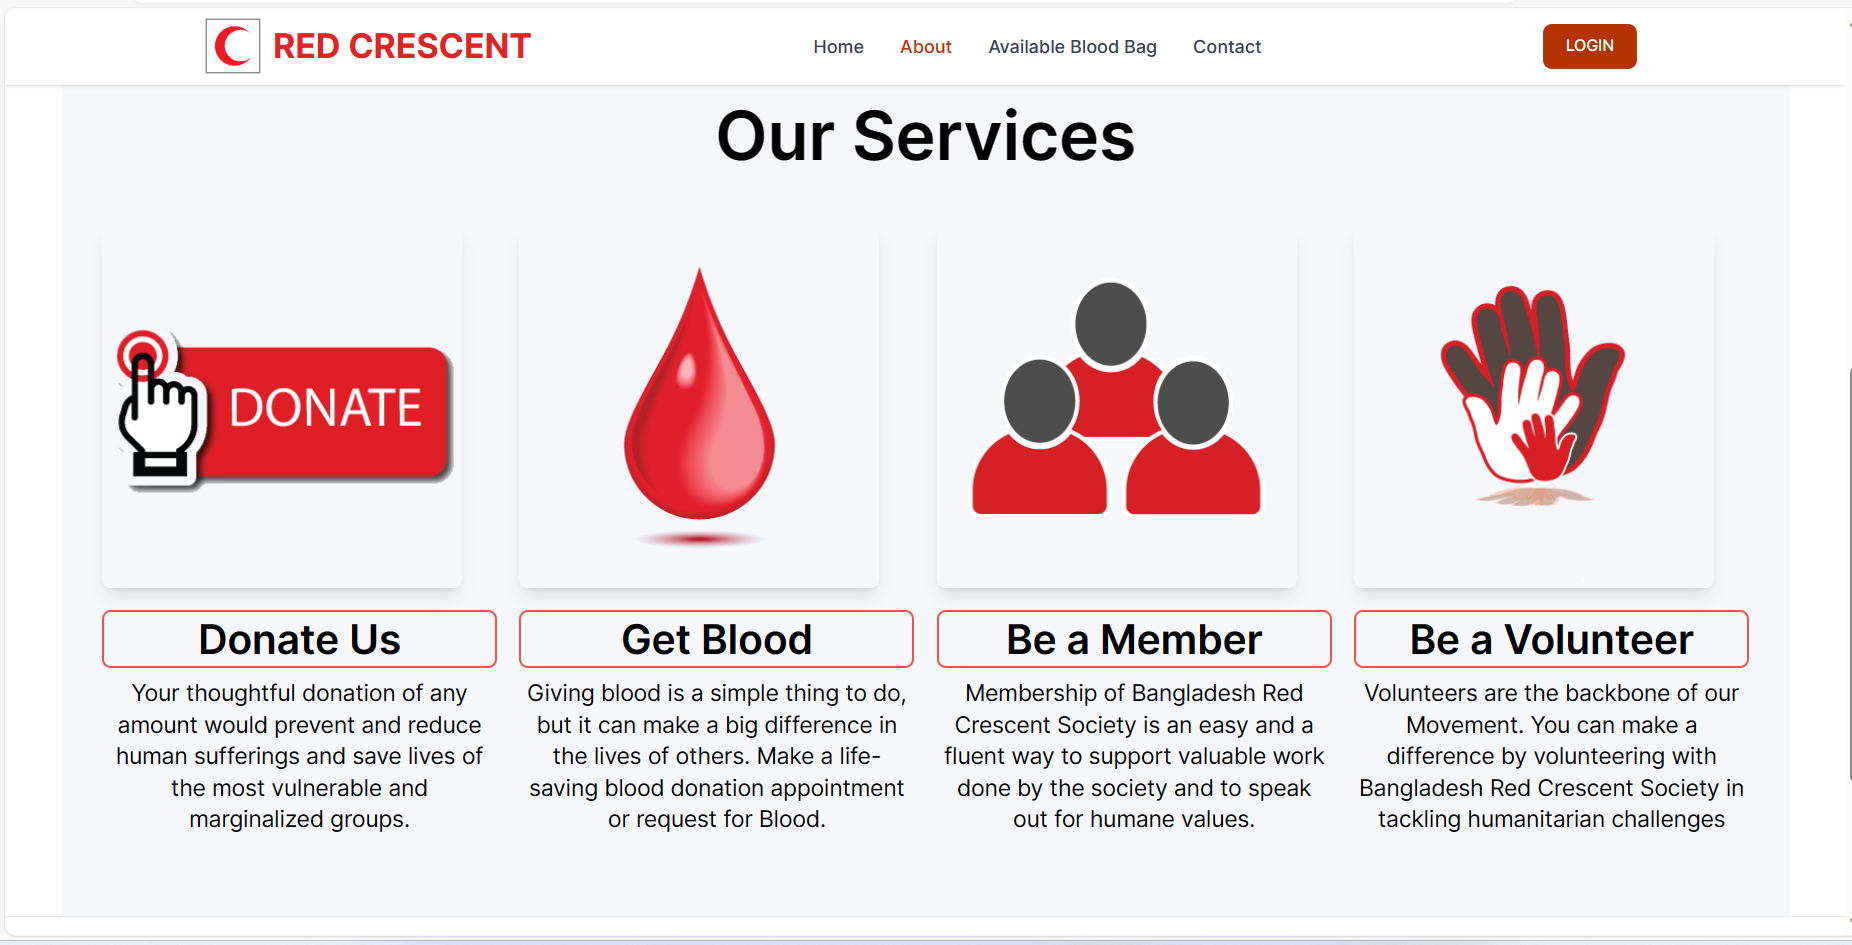 RED CRESCENT
Home
About
Available Blood Bag
Contact
LOGIN
Our Services
DONATE
Donate Us
Your thoughtful donation of any
amount would prevent and reduce
human sufferings and save lives of
the most vulnerable and
marginalized groups.
Get Blood
Giving blood is a simple thing to do,
but it can make a big difference in
the lives of others. Make a life-
saving blood donation appointment
or request for Blood.
Be a Member
Membership of Bangladesh Red
Crescent Society is an easy and a
fluent way to support valuable work
done by the society and to speak
out for humane values.
Be a Volunteer
Volunteers are the backbone of our
Movement. You can make a
difference by volunteering with
Bangladesh Red Crescent Society in
tackling humanitarian challenges